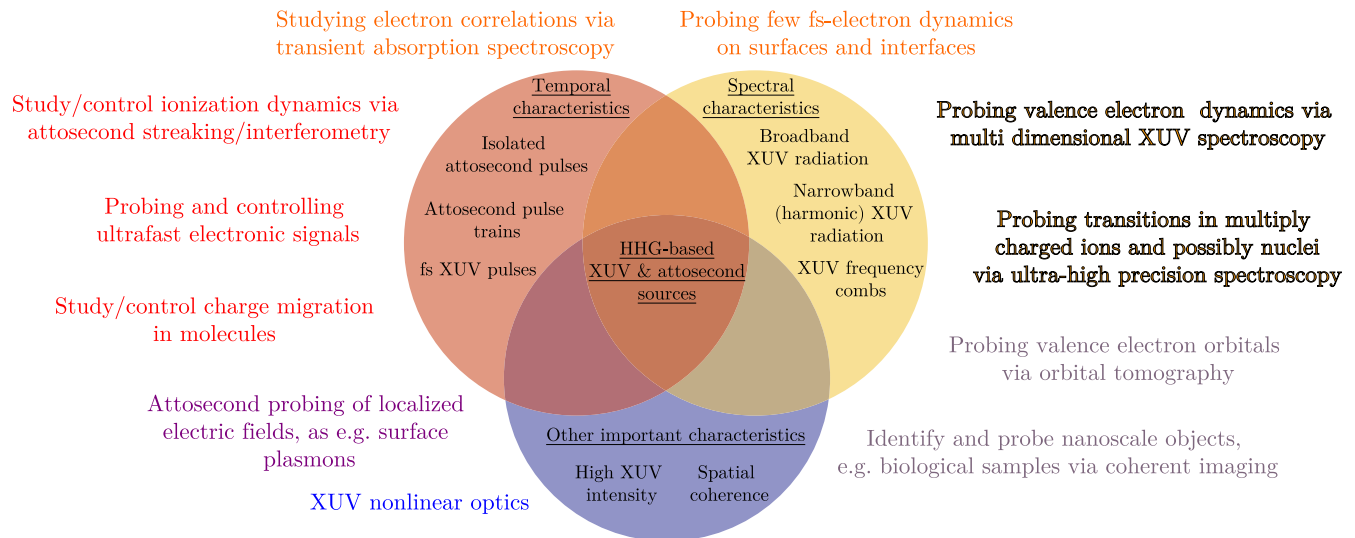 Studying electron correlations via
transient absorption spectroscopy
Probing few fs-electron dynamics
on surfaces and interfaces
Study/control ionization dynamics via
attosecond streaking/interferometry
Probing and controlling
ultrafast electronic signals
Study/control charge migration
in molecules
Attosecond probing of localized
electric fields, as e.g. surface
plasmons
XUV nonlinear optics
Temporal
characteristics
Isolated
attosecond pulses
Attosecond pulse
trains
fs XUV pulses
Spectral
characteristics
Broadband
XUV radiation
Narrowband
(harmonic) XUV
radiation
XUV frequency
combs
HHG-based
XUV & attosecond
sources
Other important characteristics
High XUV
intensity
Spatial
coherence
Probing valence electron dynamics via
multi dimensional XUV spectroscopy
Probing transitions in multiply
charged ions and possibly nuclei
via ultra-high precision spectroscopy
Probing valence electron orbitals
via orbital tomography
Identify and probe nanoscale objects,
e.g. biological samples via coherent imaging